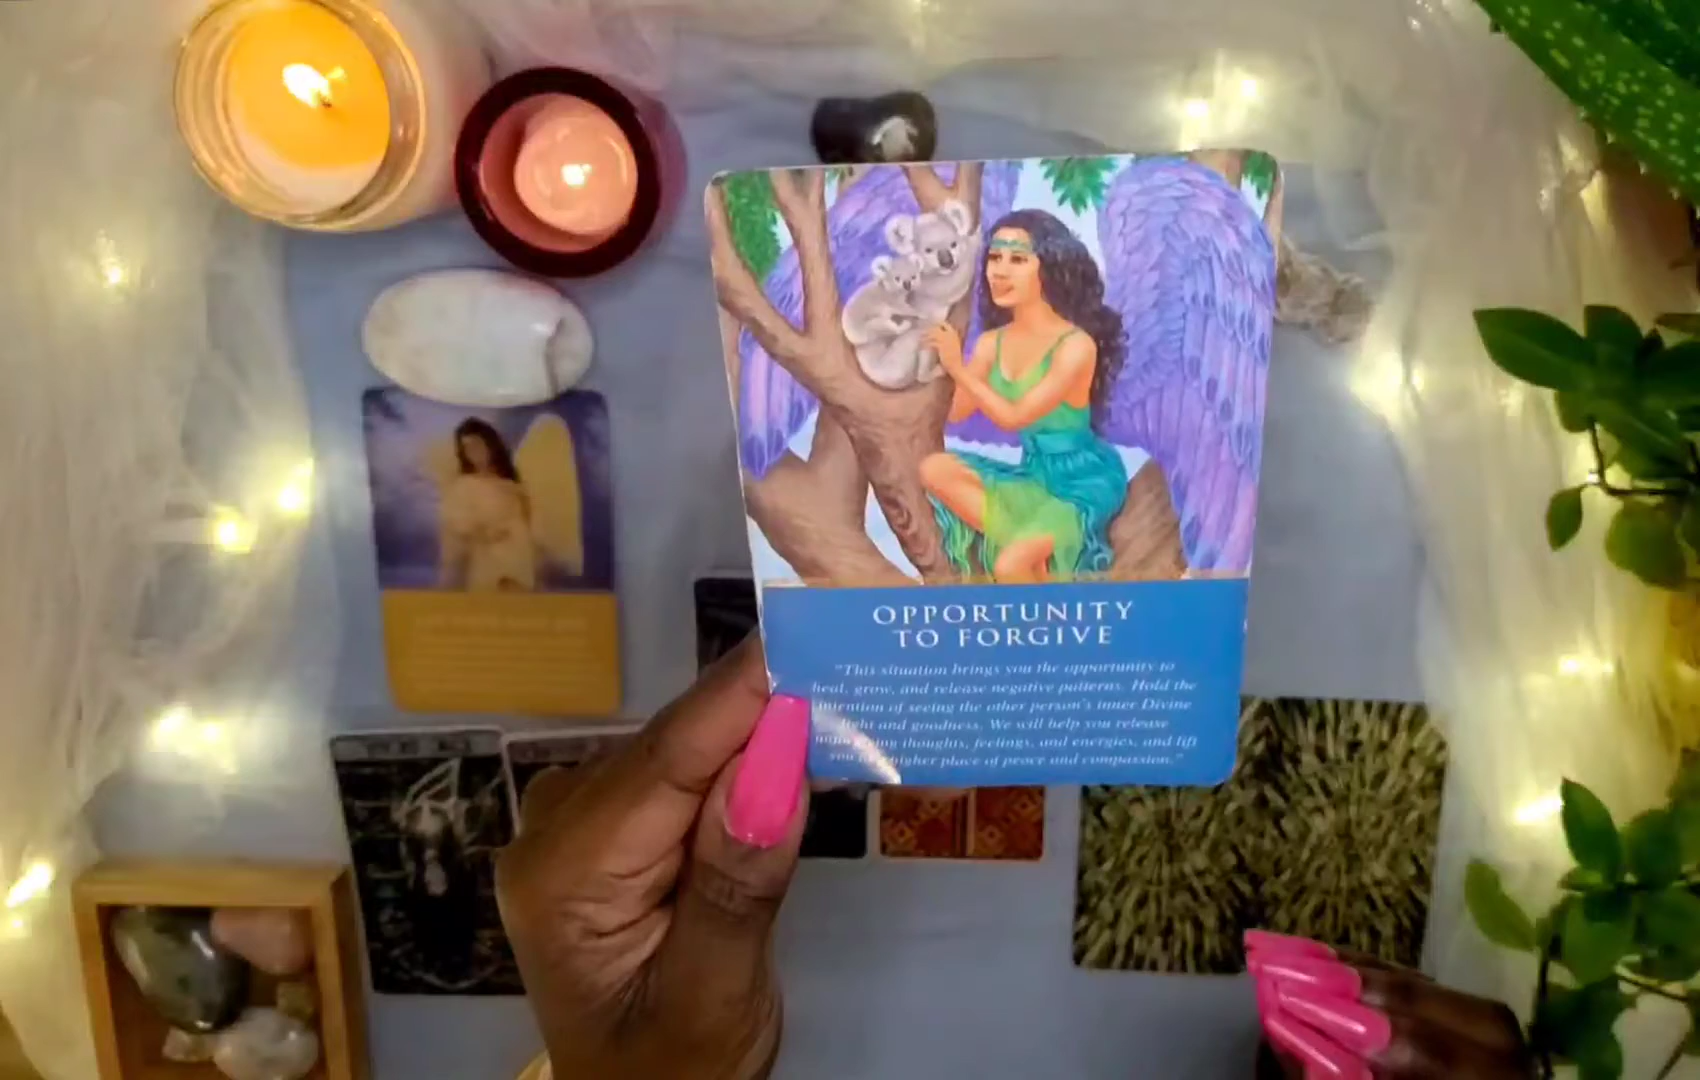 OPPORTUNITY
TO FORGIVE
"This situation brings you the opportunity to
heal, grow, and release negative patterns. Hold the
intention of seeing the other person's inner Divine
light and goodness. We will help you release
thoughts, feelings, and energies, and lift
you higher place of peace and compassion."